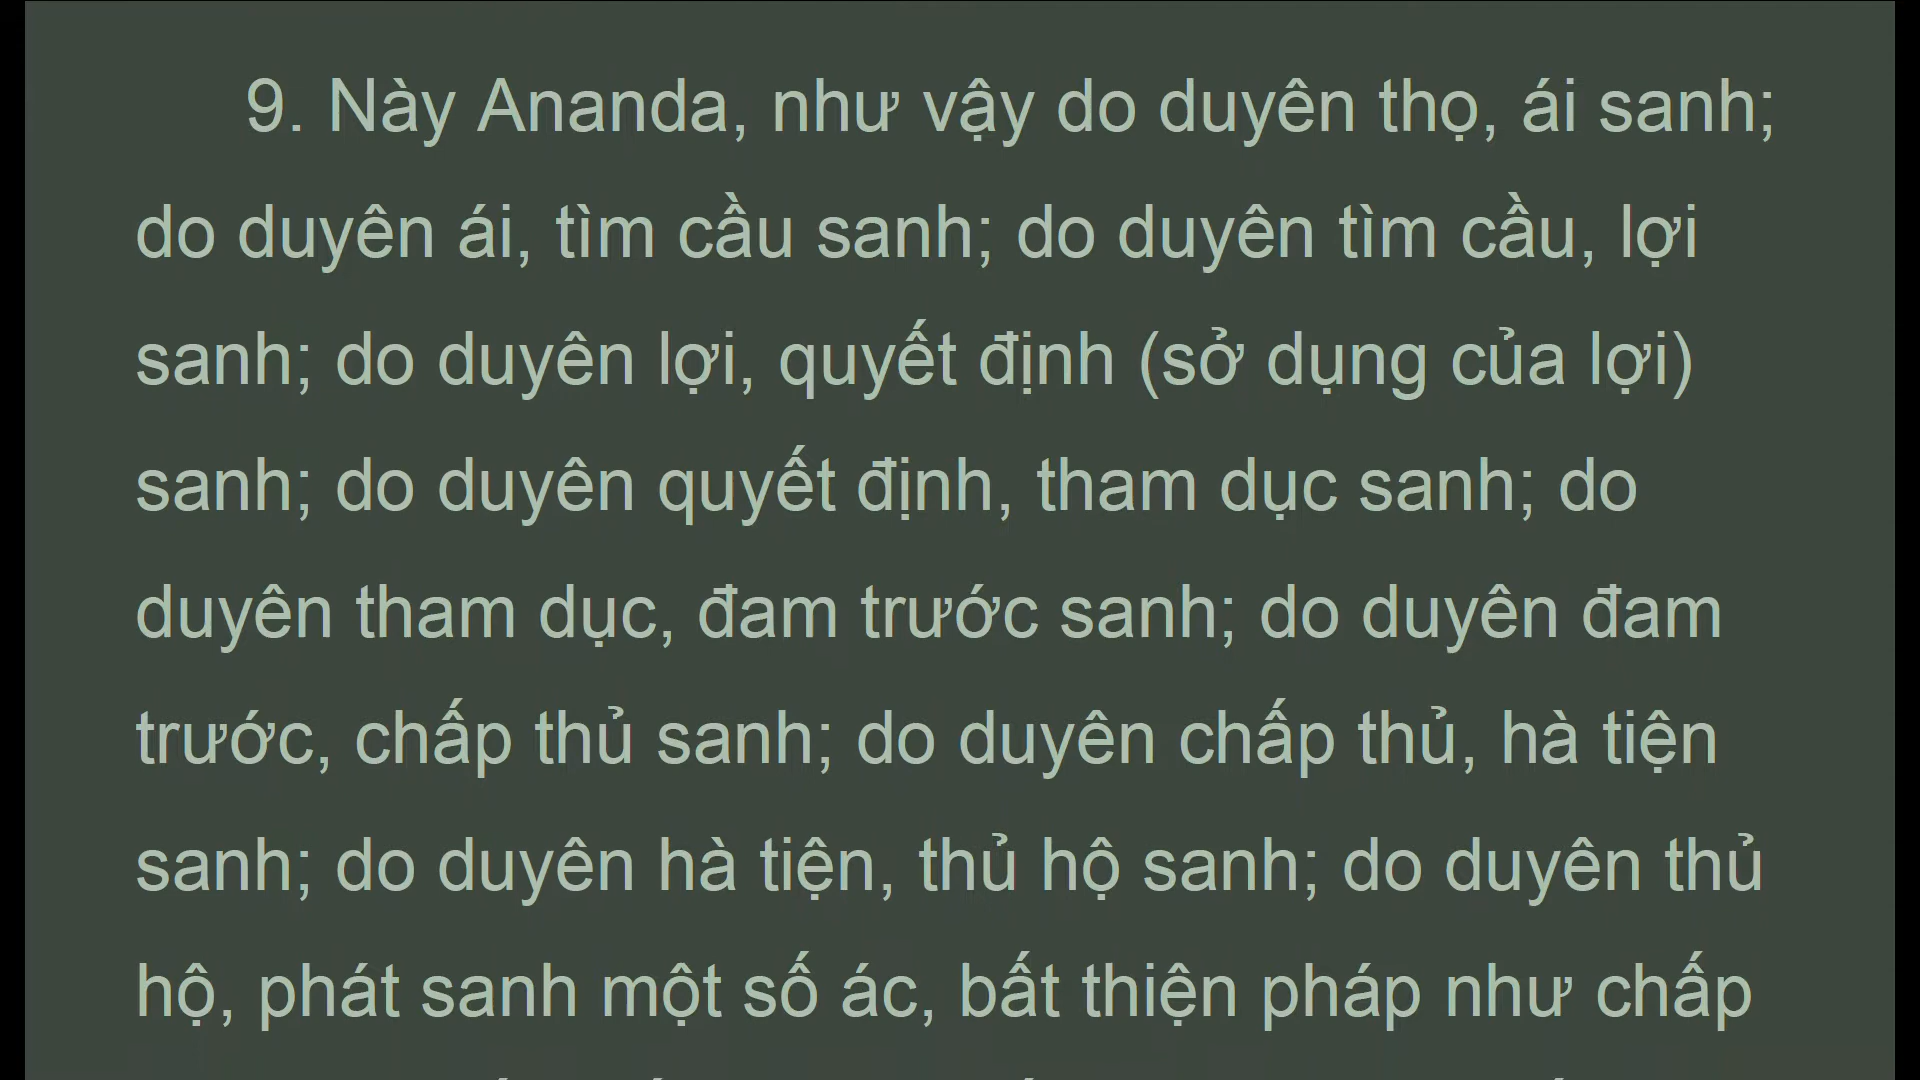 9. Này Ananda, như vậy do duyên thọ, ái sanh;
do duyên ái, tìm cầu sanh; do duyên tìm cầu, lợi
sanh; do duyên lợi, quyết định (sở dụng của lợi)
sanh; do duyên quyết định, tham dục sanh; do
duyên tham dục, đam trước sanh; do duyên đam
trước, chấp thủ sanh; do duyên chấp thủ, hà tiện
sanh; do duyên hà tiện, thủ hộ sanh; do duyên thủ
hộ, phát sanh một số ác, bất thiện pháp như chấp